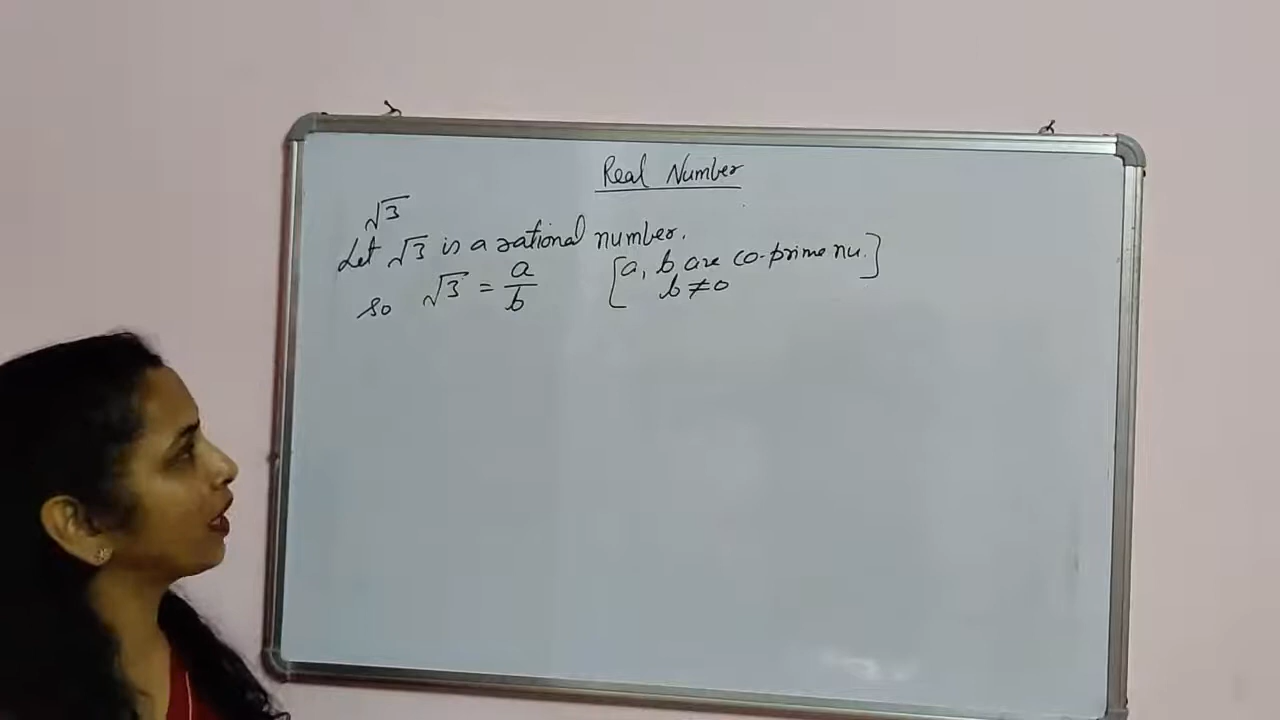 Real Number
√3
Let √3 is a rational number.
so √3 = a/b [a, b are co-prime nu.]
b ≠ 0